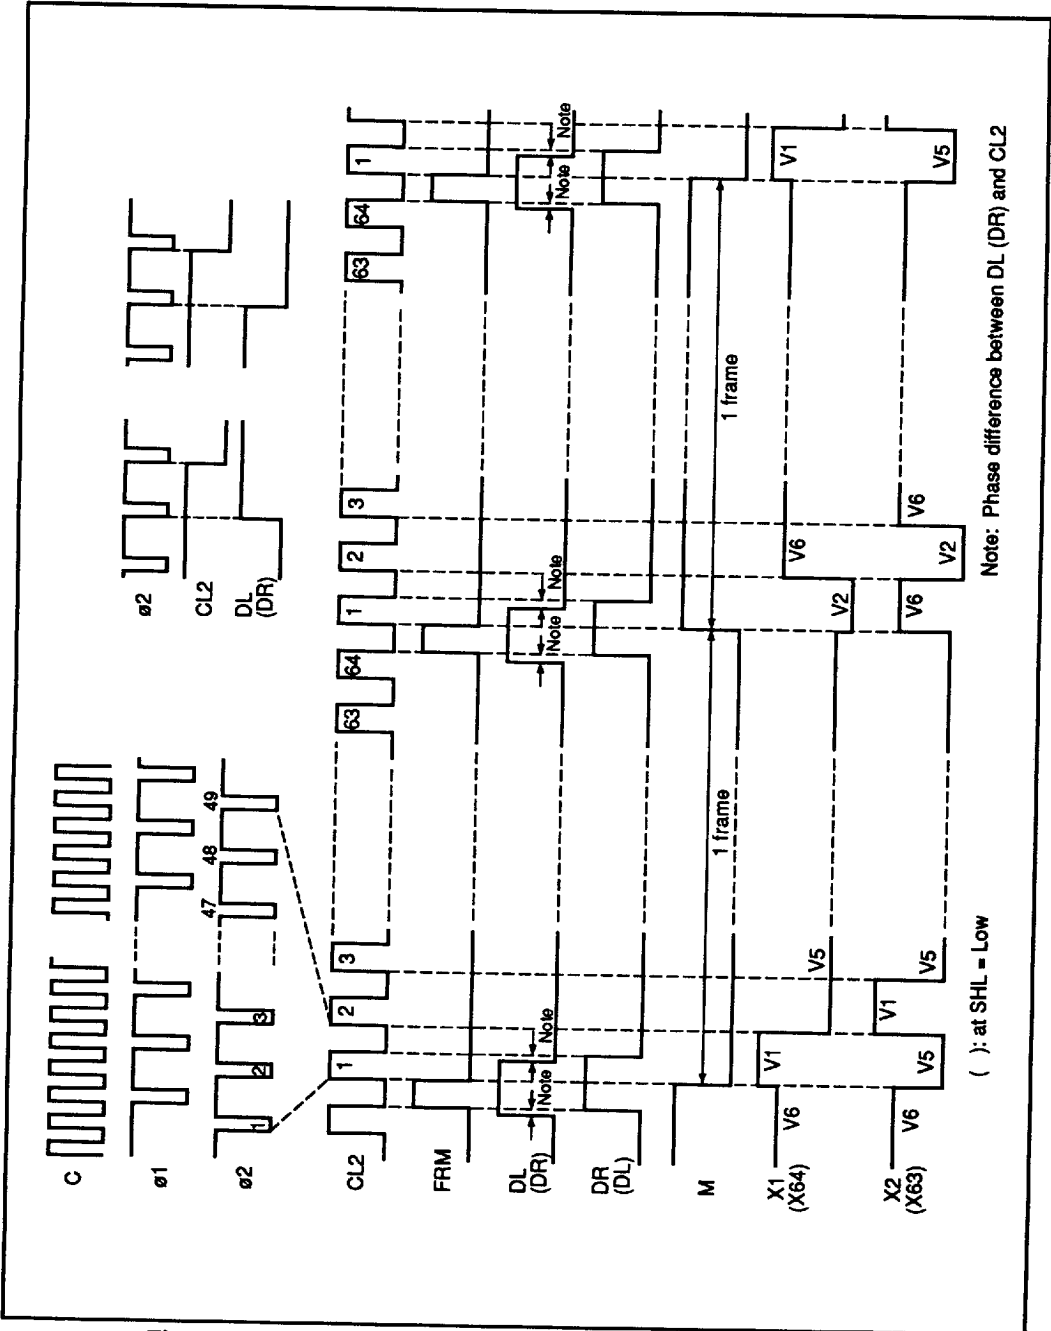 C
ø1
ø2
1 2 3 47 48 49
CL2
1 2 3 63 64 1 2 3 63 64 1
FRM
DL
(DR)
Note Note Note Note Note Note
DR
(DL)
M
1 frame 1 frame
X1
(X64)
V6 V1 V5 V2 V6 V1
X2
(X63)
V6 V5 V1 V5 V6 V2 V6 V5
( ): at SHL = Low
Note: Phase difference between DL (DR) and CL2
ø2
CL2
DL
(DR)